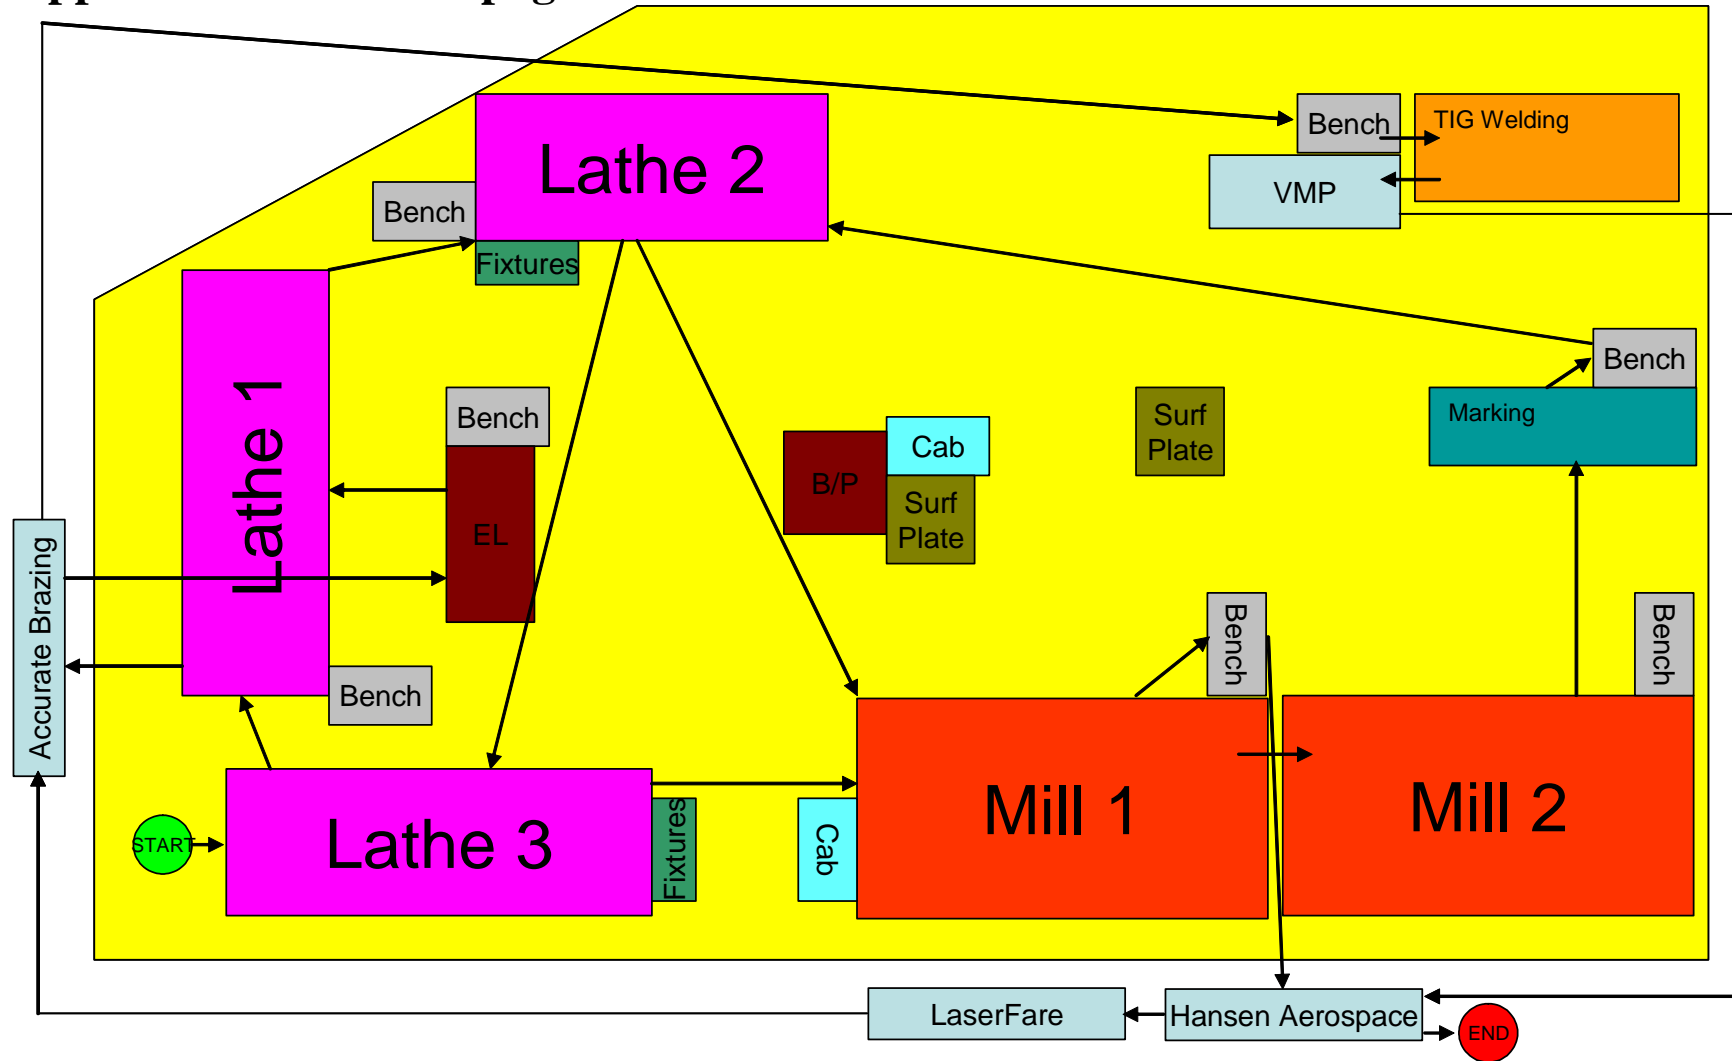 Bench
TIG Welding
Lathe 2
VMP
Bench
Fixtures
Bench
Lathe 1
Bench
Surf
Plate
Marking
Cab
B/P
Surf
Plate
EL
Accurate Brazing
Bench
Bench
Bench
START
Lathe 3
Fixtures
Cab
Mill 1
Mill 2
LaserFare
Hansen Aerospace
END